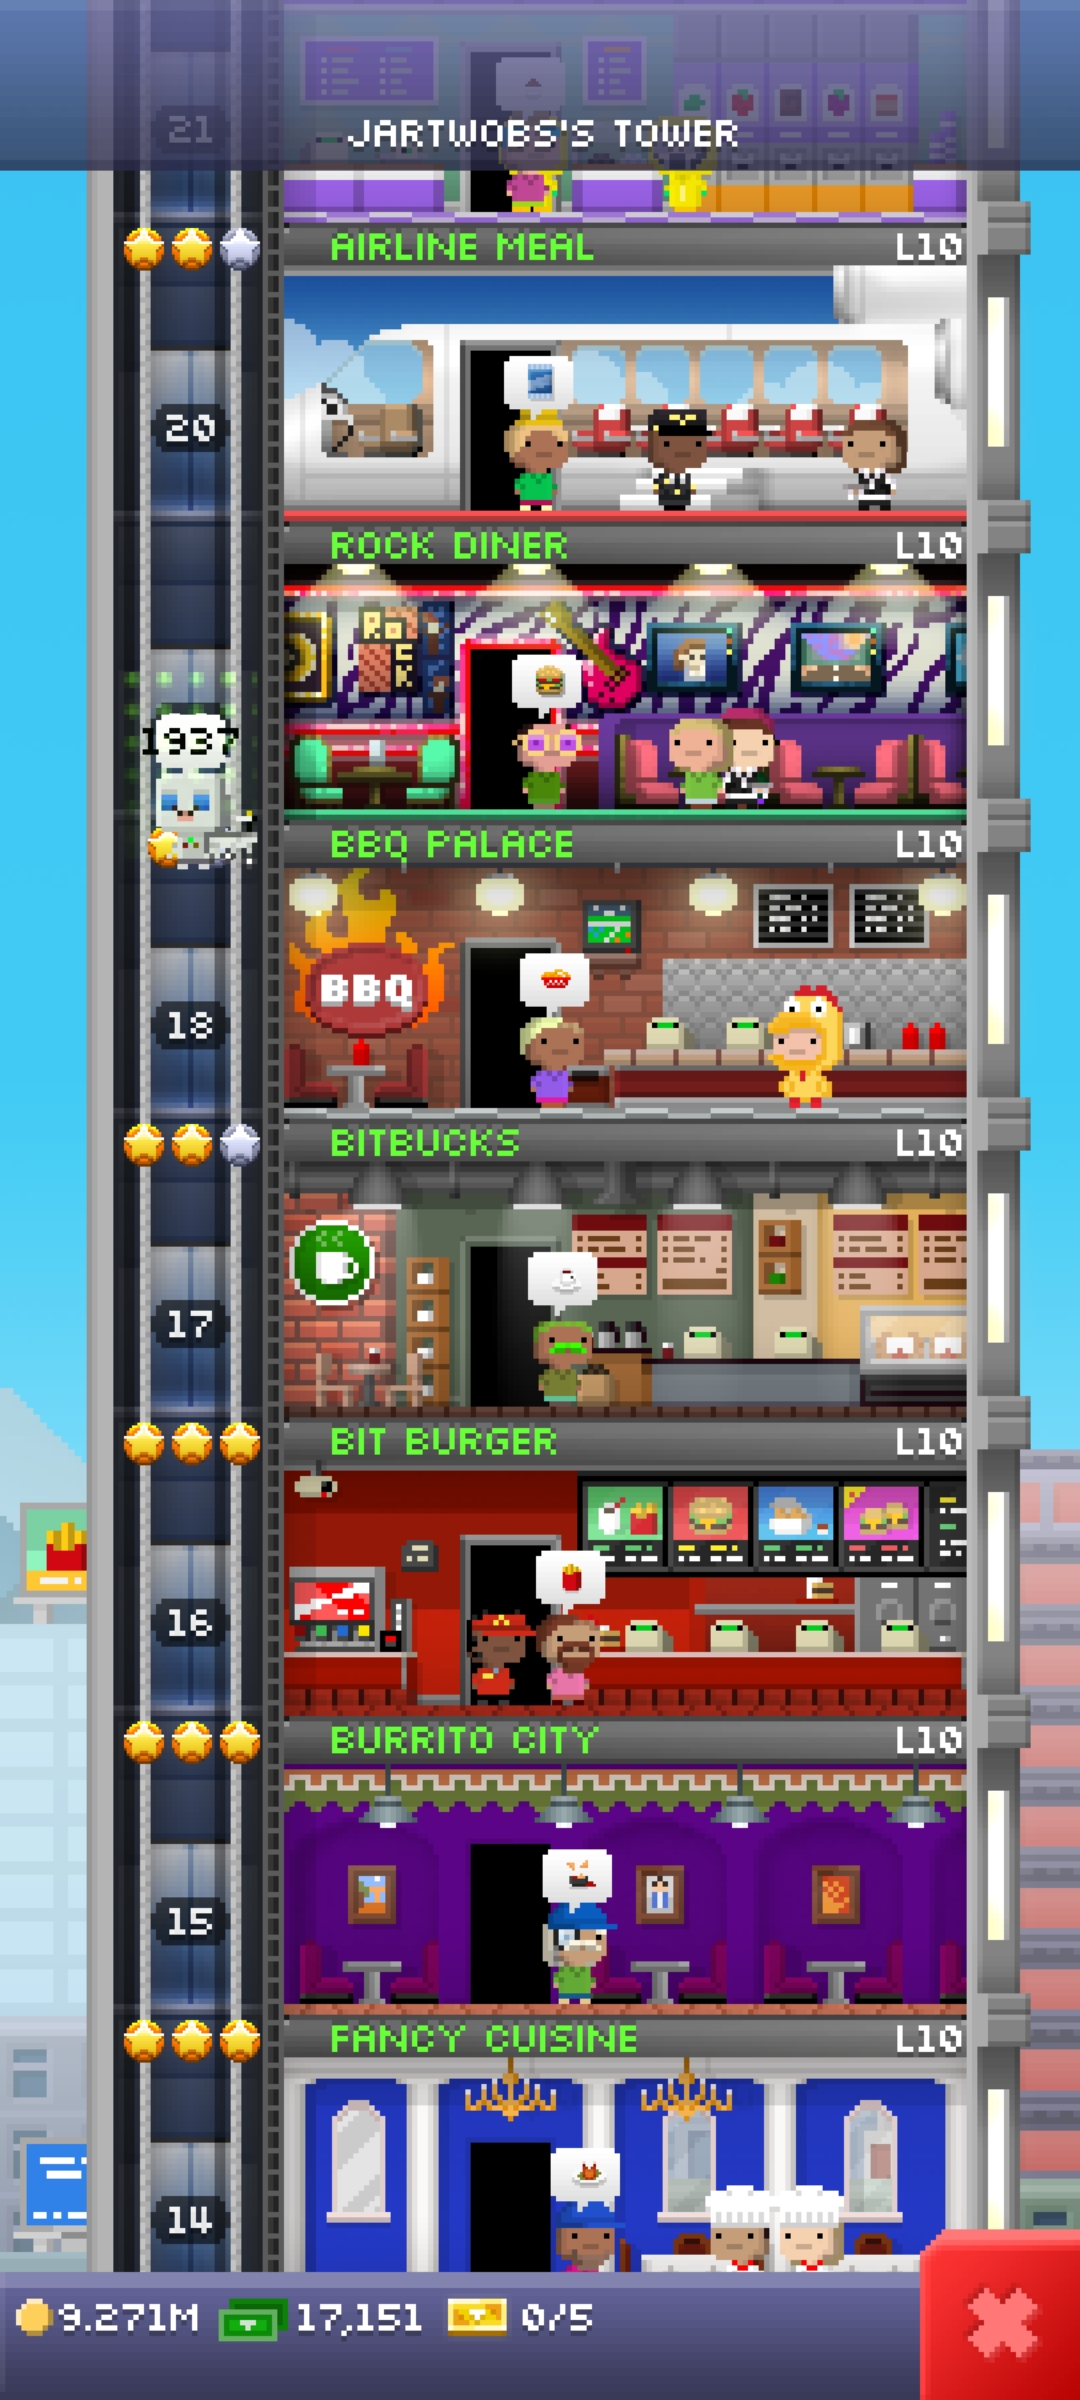 21
JARTWOBS'S TOWER
AIRLINE MEAL L10
20
ROCK DINER L10
ROCK
1937
BBQ PALACE L10
BBQ
18
BITBUCKS L10
17
BIT BURGER L10
16
BURRITO CITY L10
15
FANCY CUISINE L10
14
9.271M 17,151 0/5